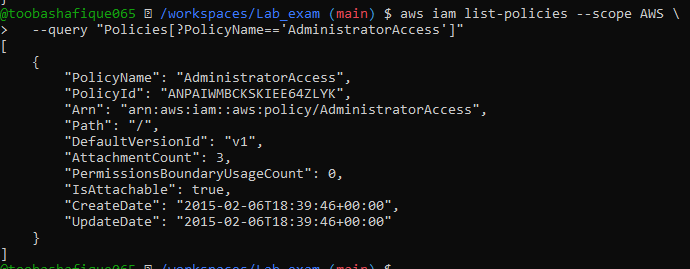 ]
@toobashafique065 /workspaces/Lab_exam (main) $ aws iam list-policies --scope AWS \
>   --query "Policies[?PolicyName=='AdministratorAccess']"
[
    {
        "PolicyName": "AdministratorAccess",
        "PolicyId": "ANPAIWMBCKSKIEE64ZLYK",
        "Arn": "arn:aws:iam::aws:policy/AdministratorAccess",
        "Path": "/",
        "DefaultVersionId": "v1",
        "AttachmentCount": 3,
        "PermissionsBoundaryUsageCount": 0,
        "IsAttachable": true,
        "CreateDate": "2015-02-06T18:39:46+00:00",
        "UpdateDate": "2015-02-06T18:39:46+00:00"
    }
]
@toobashafique065 /workspaces/Lab_exam (main) $